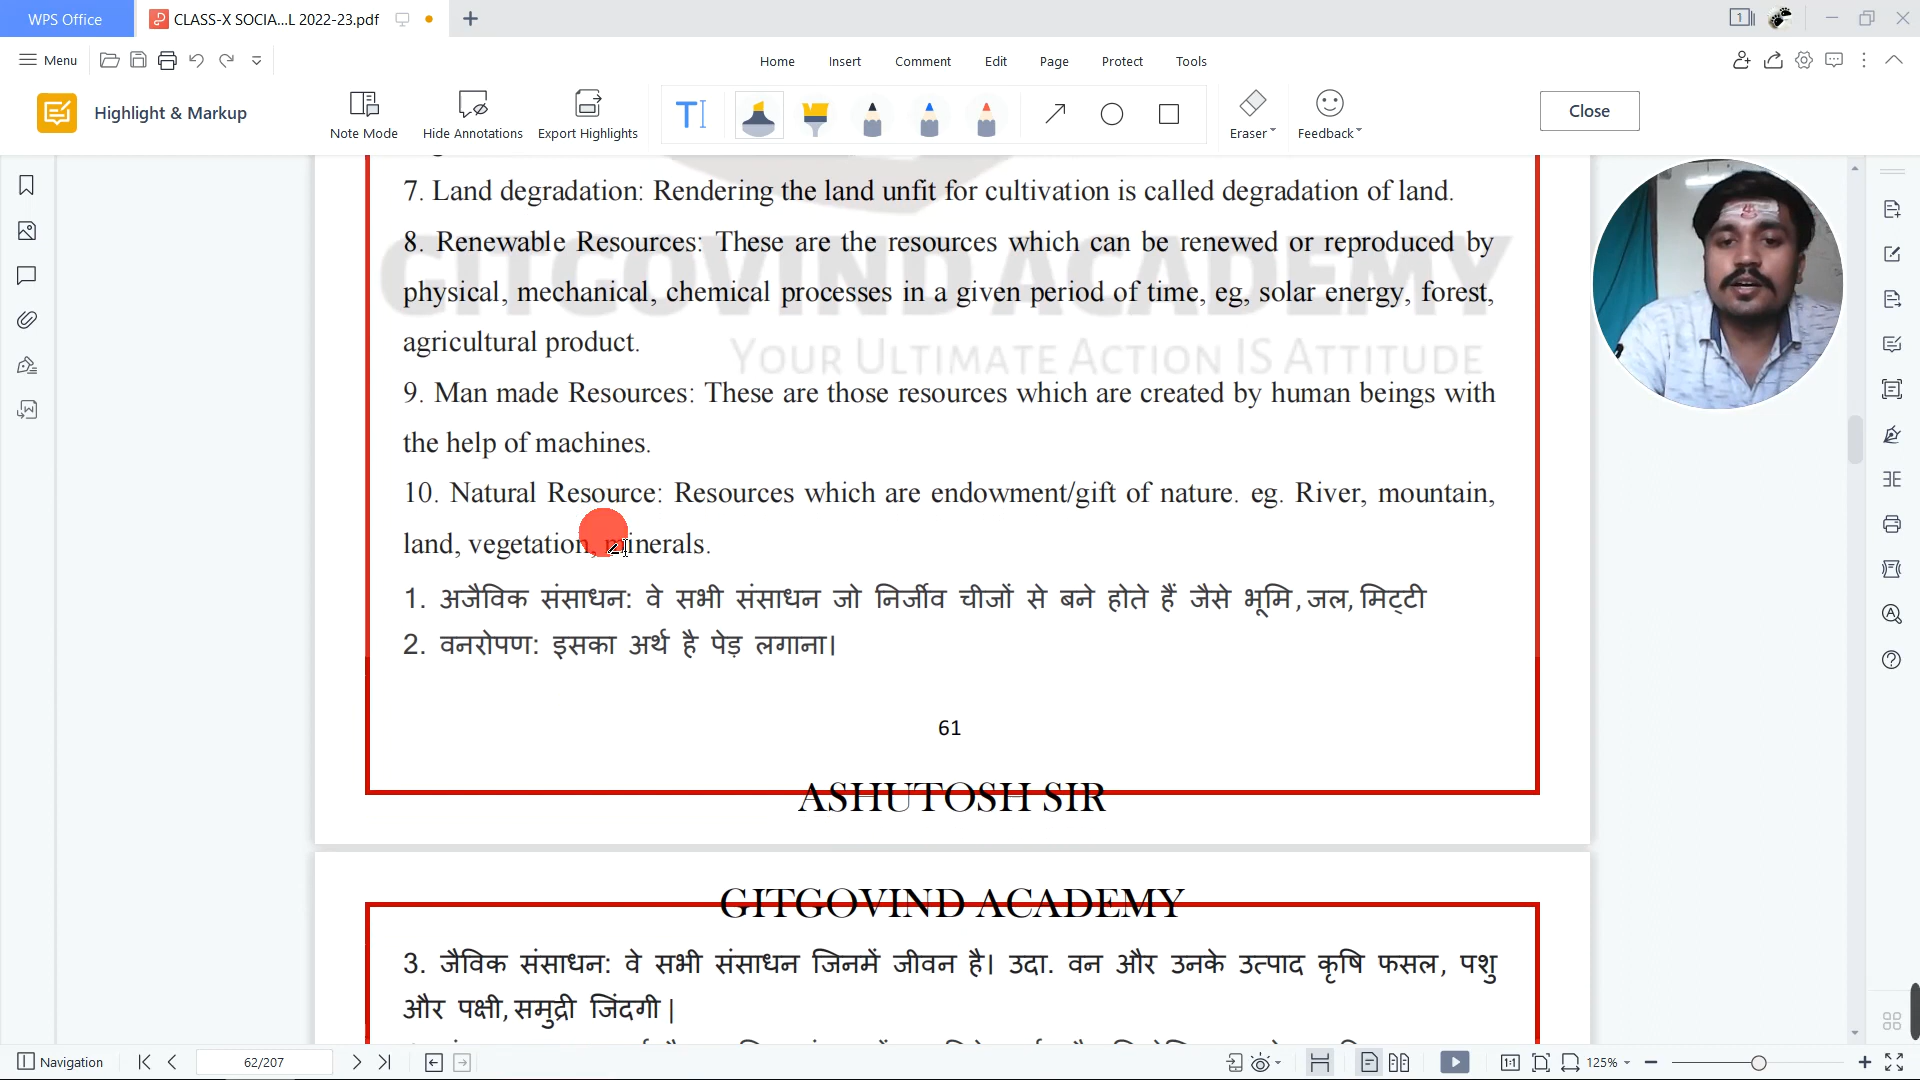 WPS Office
CLASS-X SOCIA...L 2022-23.pdf
1
Menu
Home Insert Comment Edit Page Protect Tools
Highlight & Markup
Note Mode Hide Annotations Export Highlights Eraser Feedback Close
7. Land degradation: Rendering the land unfit for cultivation is called degradation of land.
8. Renewable Resources: These are the resources which can be renewed or reproduced by
physical, mechanical, chemical processes in a given period of time, eg, solar energy, forest,
agricultural product.
GITGOVIND ACADEMY
YOUR ULTIMATE ACTION IS ATTITUDE
9. Man made Resources: These are those resources which are created by human beings with
the help of machines.
10. Natural Resource: Resources which are endowment/gift of nature. eg. River, mountain,
land, vegetation, minerals.
1. अजैविक संसाधन: वे सभी संसाधन जो निर्जीव चीजों से बने होते हैं जैसे भूमि,जल,मिट्टी
2. वनरोपण: इसका अर्थ है पेड़ लगाना।
61
ASHUTOSH SIR
GITGOVIND ACADEMY
3. जैविक संसाधन: वे सभी संसाधन जिनमें जीवन है। उदा. वन और उनके उत्पाद कृषि फसल, पशु
और पक्षी,समुद्री जिंदगी |
Navigation
62/207
1:1
125%